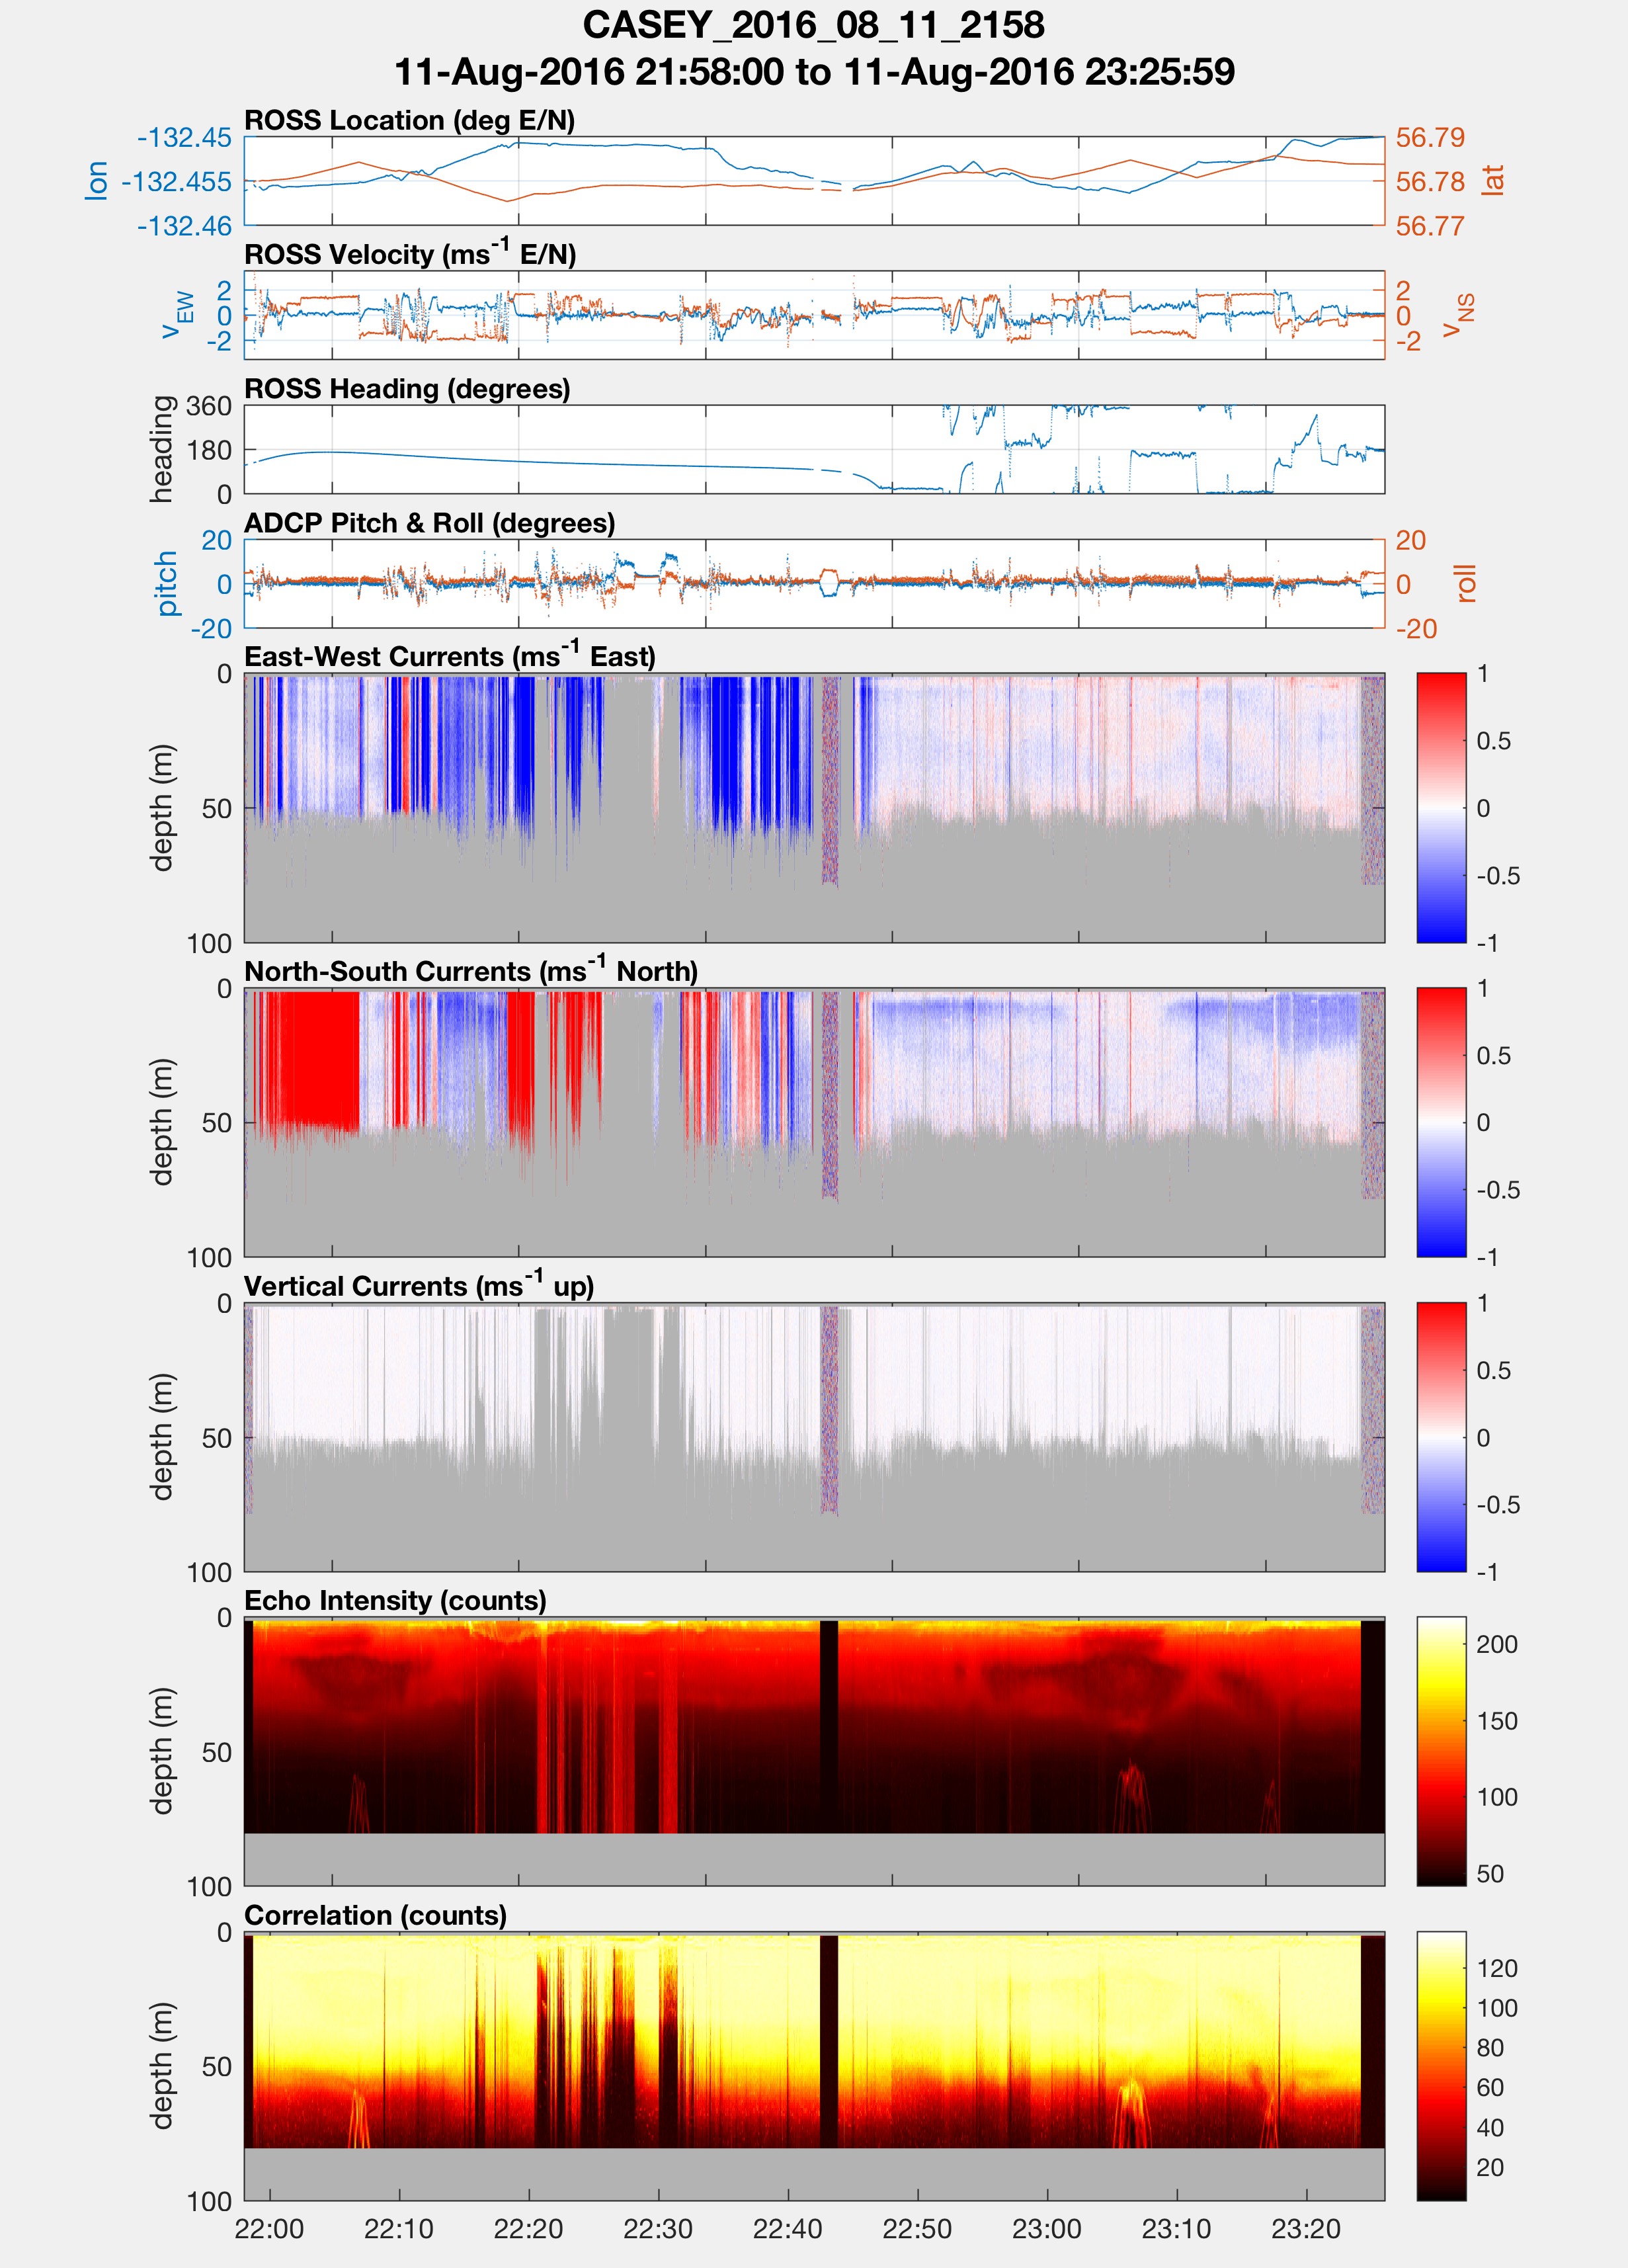 CASEY_2016_08_11_2158
11-Aug-2016 21:58:00 to 11-Aug-2016 23:25:59
ROSS Location (deg E/N)
lon
-132.45
-132.455
-132.46
56.79
56.78
56.77
lat
ROSS Velocity (ms-1 E/N)
vEW
2
0
-2
2
0
-2
vNS
ROSS Heading (degrees)
heading
360
180
0
ADCP Pitch & Roll (degrees)
pitch
20
0
-20
20
0
-20
roll
East-West Currents (ms-1 East)
depth (m)
0
50
100
1
0.5
0
-0.5
-1
North-South Currents (ms-1 North)
depth (m)
0
50
100
1
0.5
0
-0.5
-1
Vertical Currents (ms-1 up)
depth (m)
0
50
100
1
0.5
0
-0.5
-1
Echo Intensity (counts)
depth (m)
0
50
100
200
150
100
50
Correlation (counts)
depth (m)
0
50
100
120
100
80
60
40
20
22:00 22:10 22:20 22:30 22:40 22:50 23:00 23:10 23:20